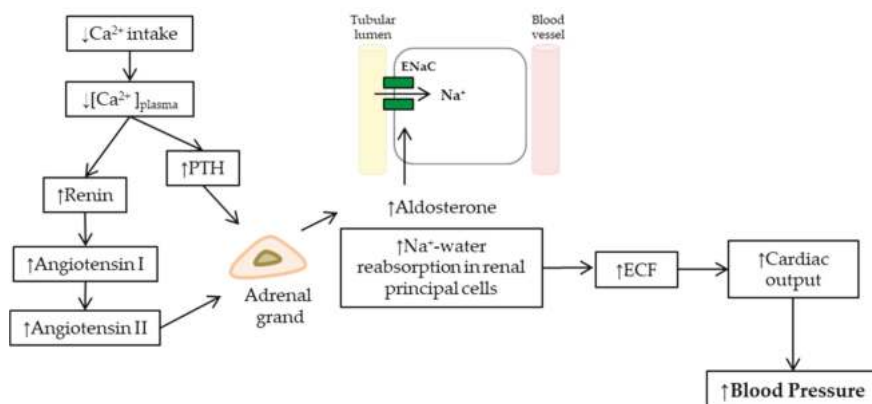 ↓Ca²⁺ intake
↓[Ca²⁺]plasma
↑PTH
↑Renin
↑Angiotensin I
↑Angiotensin II
Adrenal
grand
Tubular
lumen
Blood
vessel
ENaC
Na⁺
↑Aldosterone
↑Na⁺-water
reabsorption in renal
principal cells
↑ECF
↑Cardiac
output
↑Blood Pressure